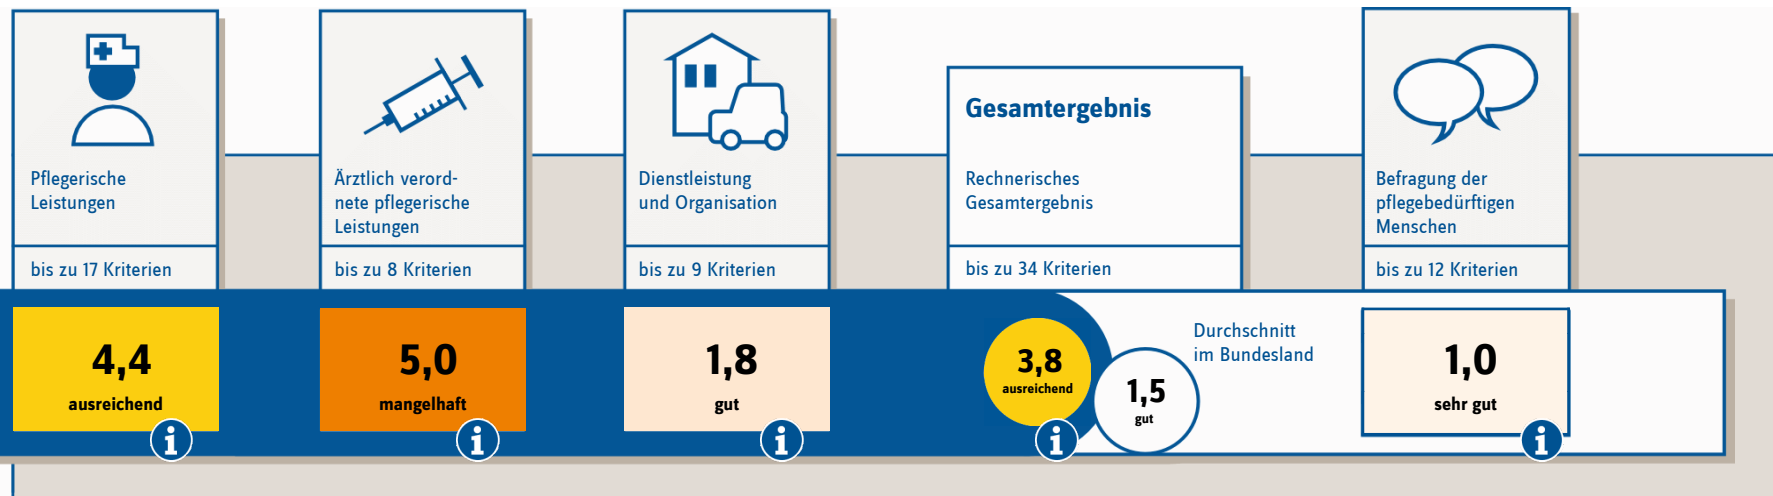 Pflegerische
Leistungen
bis zu 17 Kriterien
4,4
ausreichend
i
Ärztlich verord-
nete pflegerische
Leistungen
bis zu 8 Kriterien
5,0
mangelhaft
i
Dienstleistung
und Organisation
bis zu 9 Kriterien
1,8
gut
i
Gesamtergebnis
Rechnerisches
Gesamtergebnis
bis zu 34 Kriterien
3,8
ausreichend
i
1,5
gut
Durchschnitt
im Bundesland
Befragung der
pflegebedürftigen
Menschen
bis zu 12 Kriterien
1,0
sehr gut
i